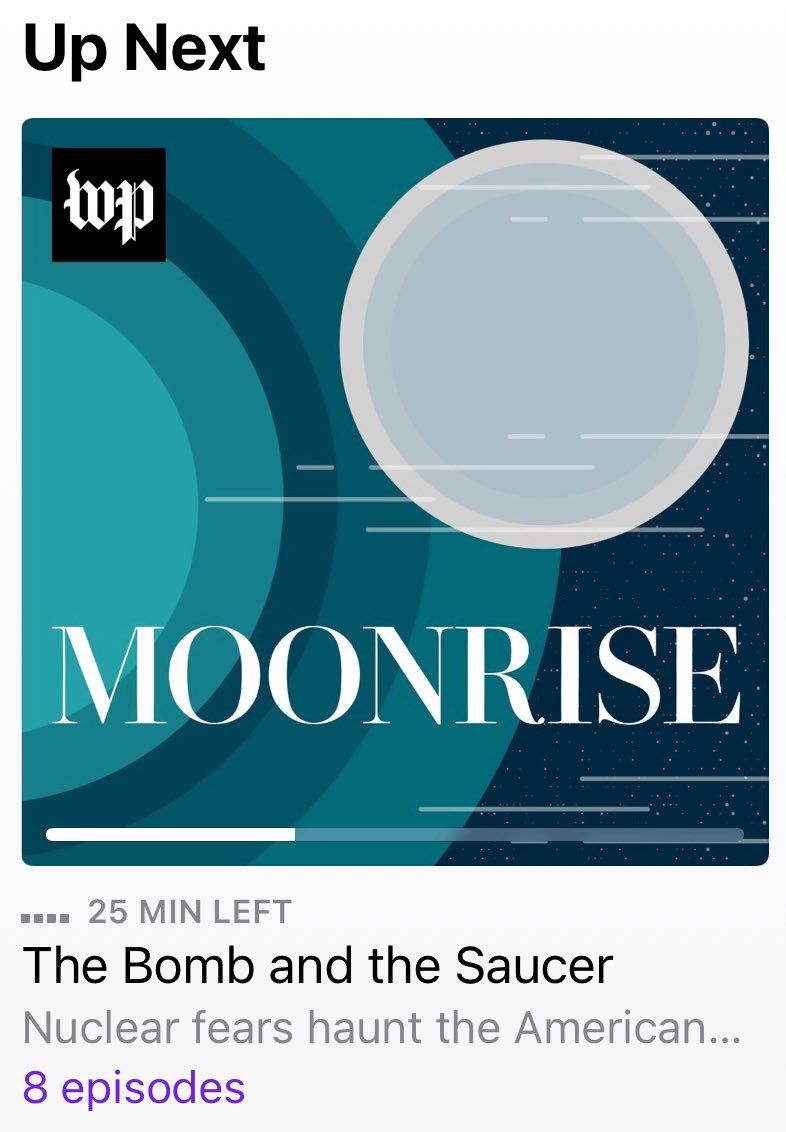 Up Next
wp
MOONRISE
25 MIN LEFT
The Bomb and the Saucer
Nuclear fears haunt the American...
8 episodes